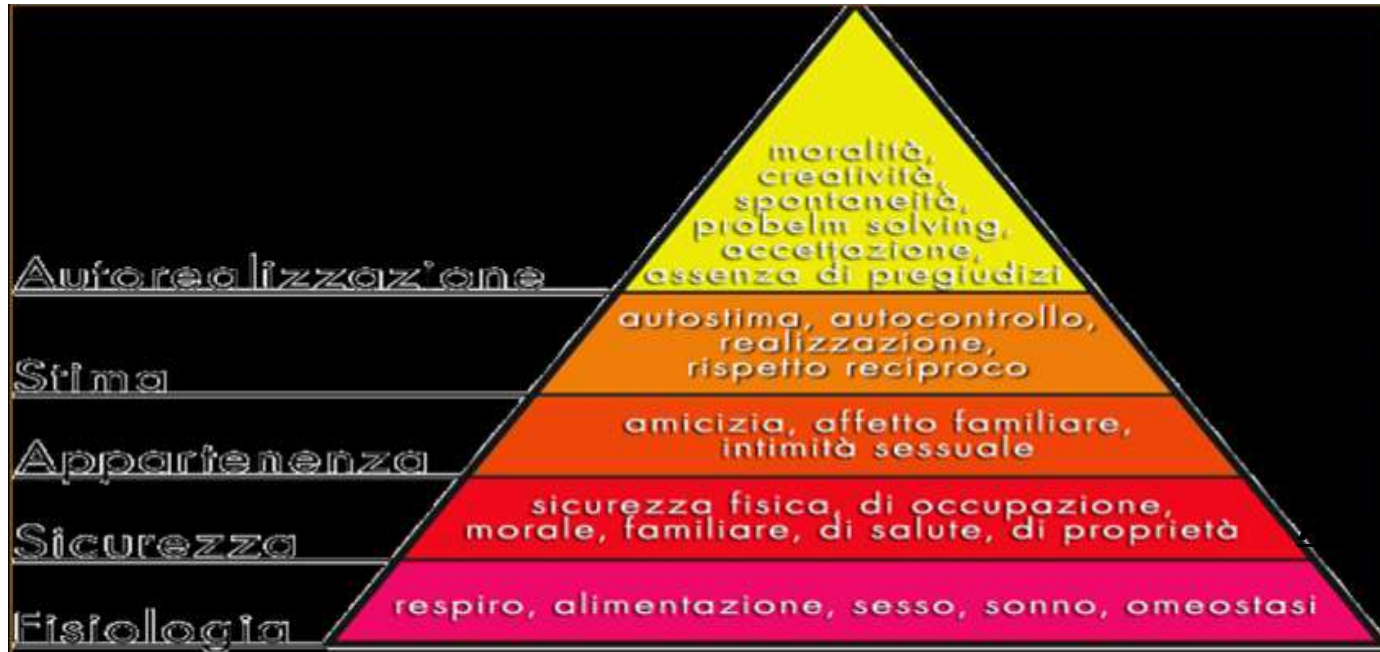 moralità,
creatività,
spontaneità,
probelm solving,
accettazione,
assenza di pregiudizi
Autorealizzazione
autostima, autocontrollo,
realizzazione,
rispetto reciproco
Stima
amicizia, affetto familiare,
intimità sessuale
Appartenenza
sicurezza fisica, di occupazione,
morale, familiare, di salute, di proprietà
Sicurezza
respiro, alimentazione, sesso, sonno, omeostasi
Fisiologia